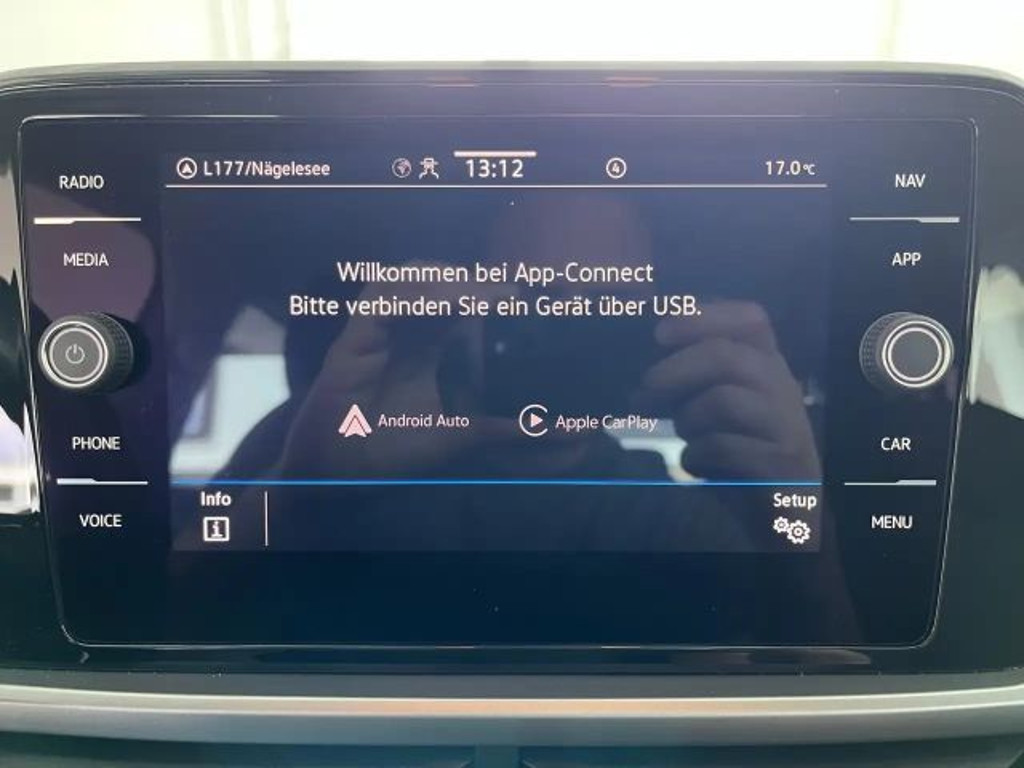 L177/Nägelesee 13:12 4 17.0°C
RADIO
NAV
MEDIA
APP
Willkommen bei App-Connect
Bitte verbinden Sie ein Gerät über USB.
Android Auto Apple CarPlay
PHONE
CAR
Info
Setup
VOICE
MENU